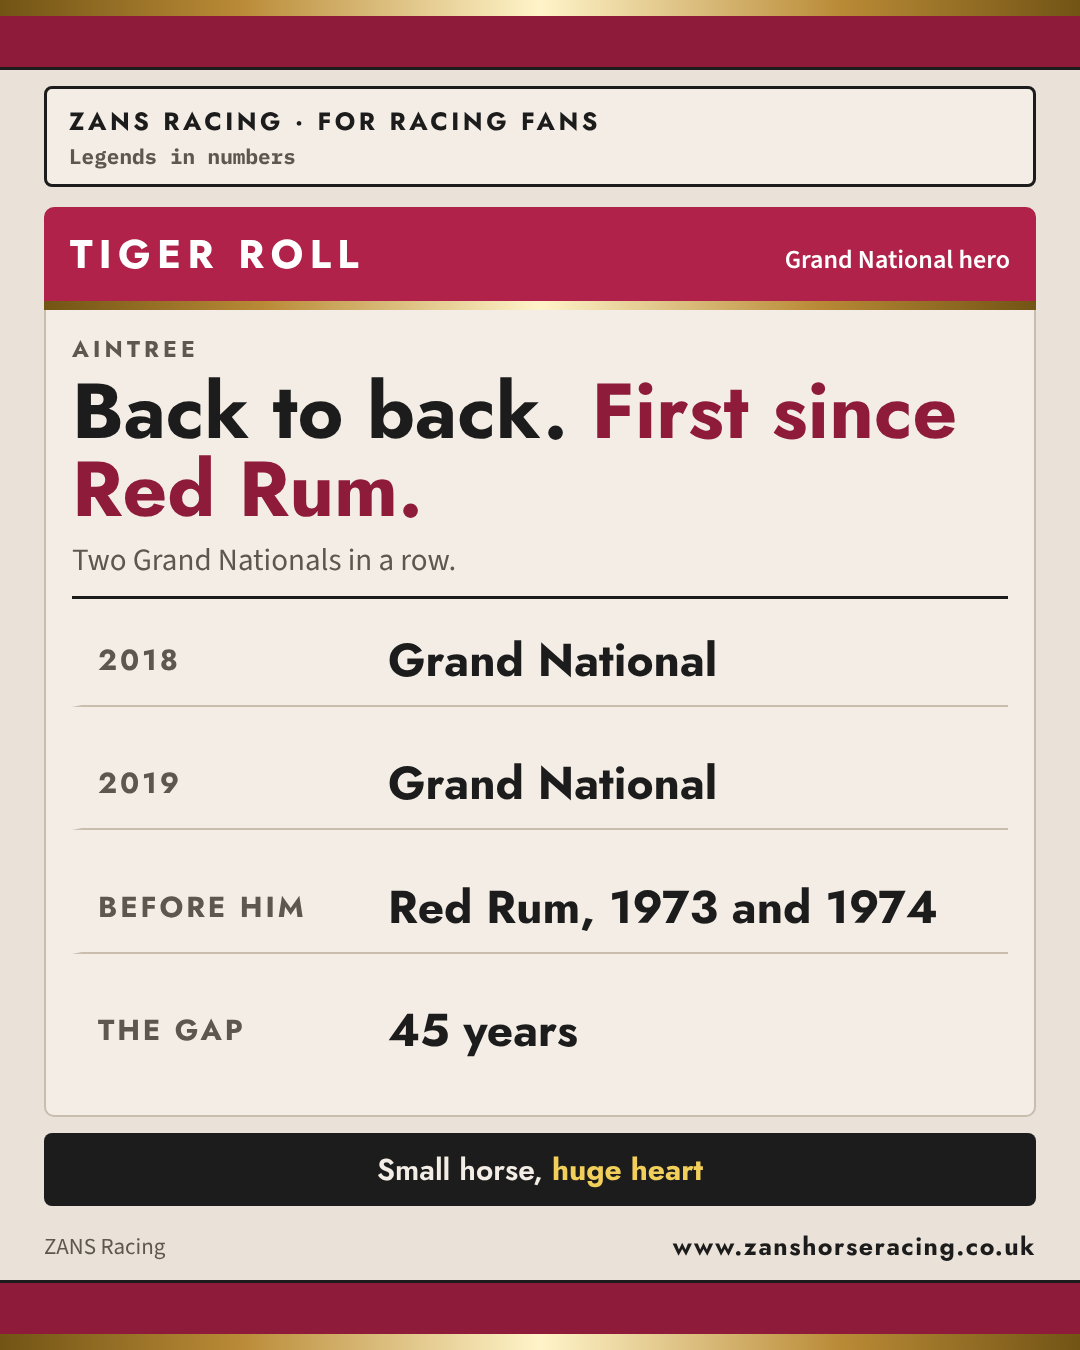 ZANS RACING · FOR RACING FANS
Legends in numbers
TIGER ROLL
Grand National hero
AINTREE
Back to back. First since
Red Rum.
Two Grand Nationals in a row.
2018
Grand National
2019
Grand National
BEFORE HIM
Red Rum, 1973 and 1974
THE GAP
45 years
Small horse, huge heart
ZANS Racing
www.zanshorseracing.co.uk